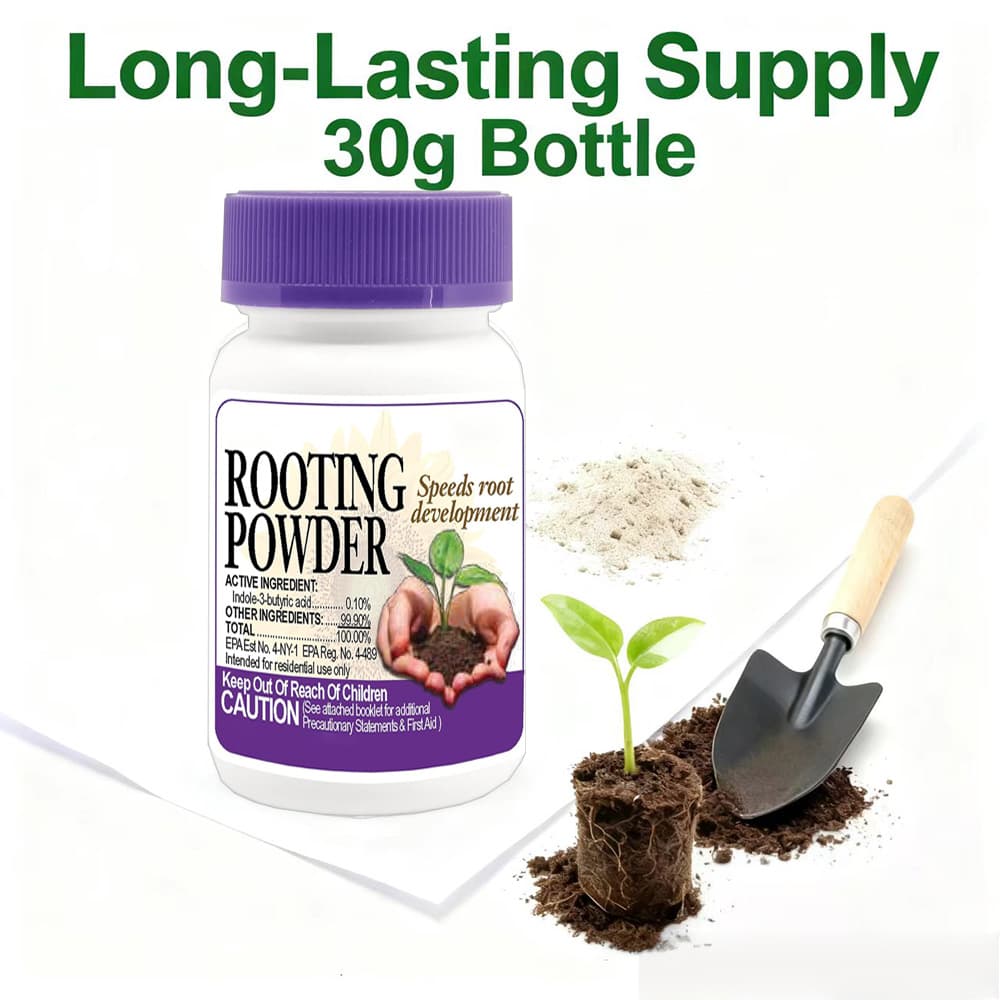 Long-Lasting Supply
30g Bottle
ROOTING
POWDER
Speeds root
development
ACTIVE INGREDIENT:
Indole-3-butyric acid............ 0.10%
OTHER INGREDIENTS: .....99.90%
TOTAL ........................100.00%
EPA Est No. 4-NY-1 EPA Reg. No. 4-489
Intended for residential use only
Keep Out Of Reach Of Children
CAUTION (See attached booklet for additional
Precautionary Statements & First Aid )